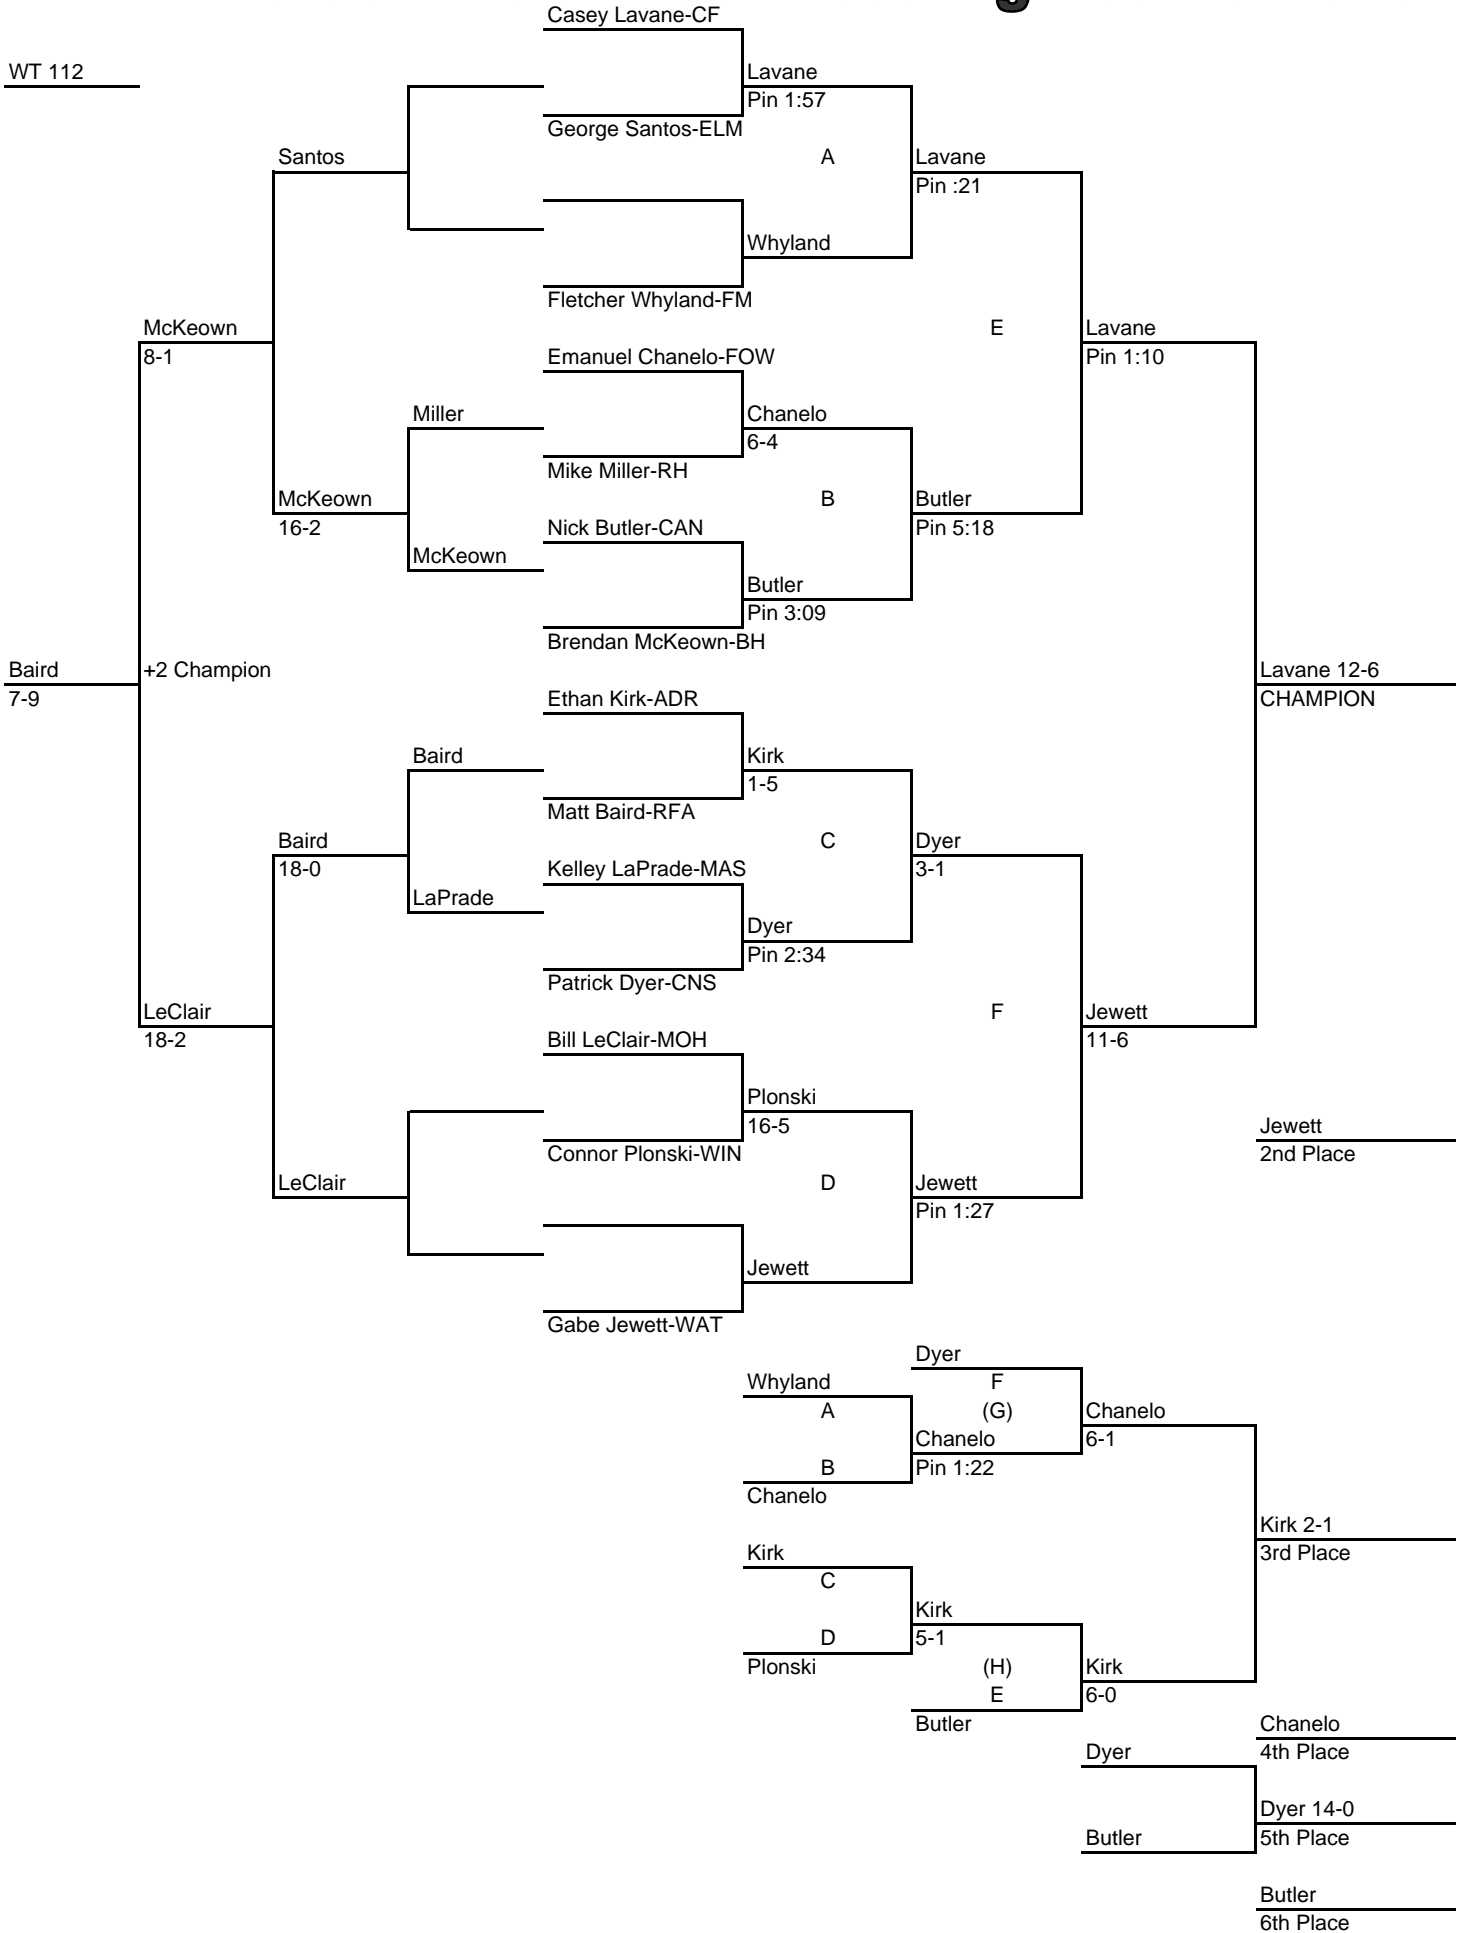 Casey Lavane-CF
WT 112
Lavane
Pin 1:57
George Santos-ELM
Santos
A
Lavane
Pin :21
Whyland
Fletcher Whyland-FM
McKeown
8-1
E
Lavane
Pin 1:10
Emanuel Chanelo-FOW
Miller
Chanelo
6-4
Mike Miller-RH
McKeown
16-2
B
Butler
Pin 5:18
Nick Butler-CAN
McKeown
Butler
Pin 3:09
Brendan McKeown-BH
Baird
7-9
+2 Champion
Lavane 12-6
CHAMPION
Ethan Kirk-ADR
Baird
Kirk
1-5
Matt Baird-RFA
Baird
18-0
C
Dyer
3-1
Kelley LaPrade-MAS
LaPrade
Dyer
Pin 2:34
Patrick Dyer-CNS
LeClair
18-2
F
Jewett
11-6
Bill LeClair-MOH
Plonski
16-5
Connor Plonski-WIN
Jewett
2nd Place
LeClair
D
Jewett
Pin 1:27
Jewett
Gabe Jewett-WAT
Dyer
F
Whyland
A
(G)
Chanelo
6-1
Chanelo
Pin 1:22
B
Chanelo
Kirk 2-1
3rd Place
Kirk
C
Kirk
5-1
D
Plonski
(H)
Kirk
6-0
E
Butler
Chanelo
4th Place
Dyer
Dyer 14-0
5th Place
Butler
Butler
6th Place